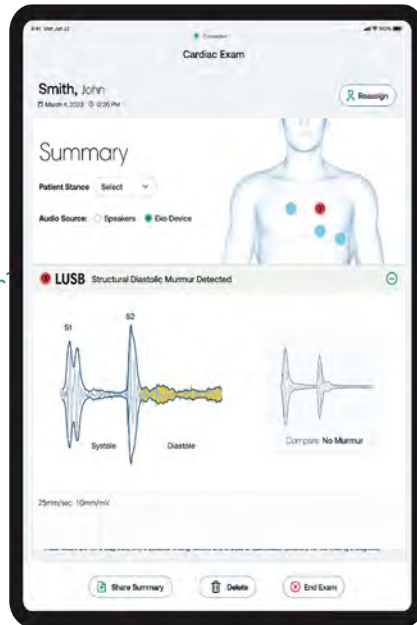 Connected
100%
Cardiac Exam
Smith, John
Reassign
March 4, 2023
Summary
Patient Stance Select
Audio Source: Speakers Eko Device
LUSB Structural Diastolic Murmur Detected
S1 S2
Systole Diastole
Compare No Murmur
25mm/sec 10mm/mV
Share Summary Delete End Exam